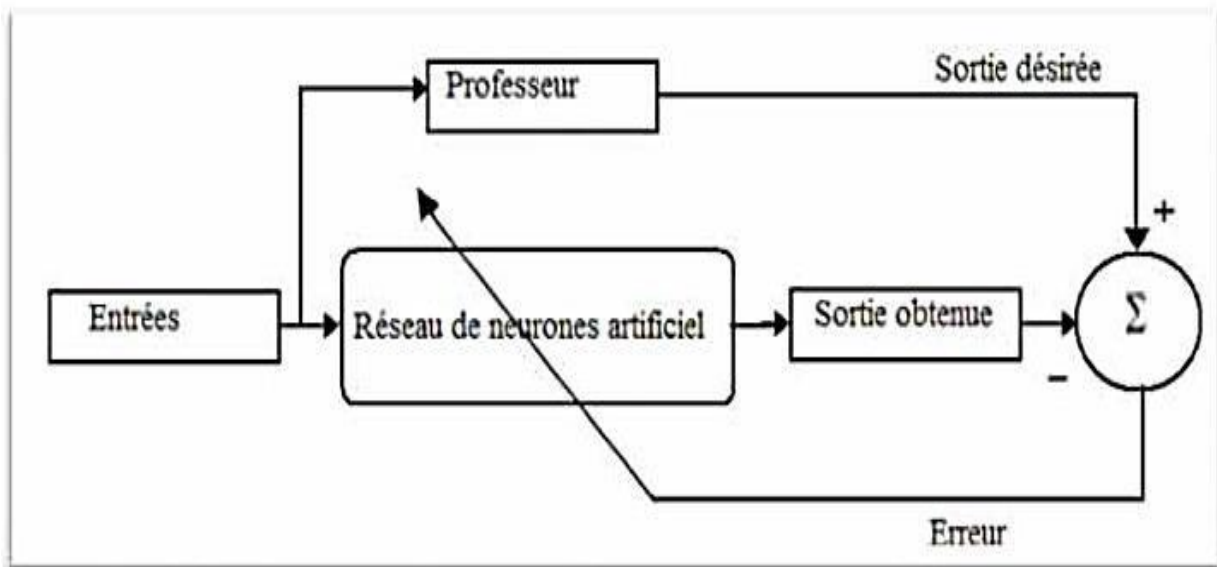 Sortie désirée
Professeur
+
Entrées
Réseau de neurones artificiel
Sortie obtenue
Σ
−
Erreur